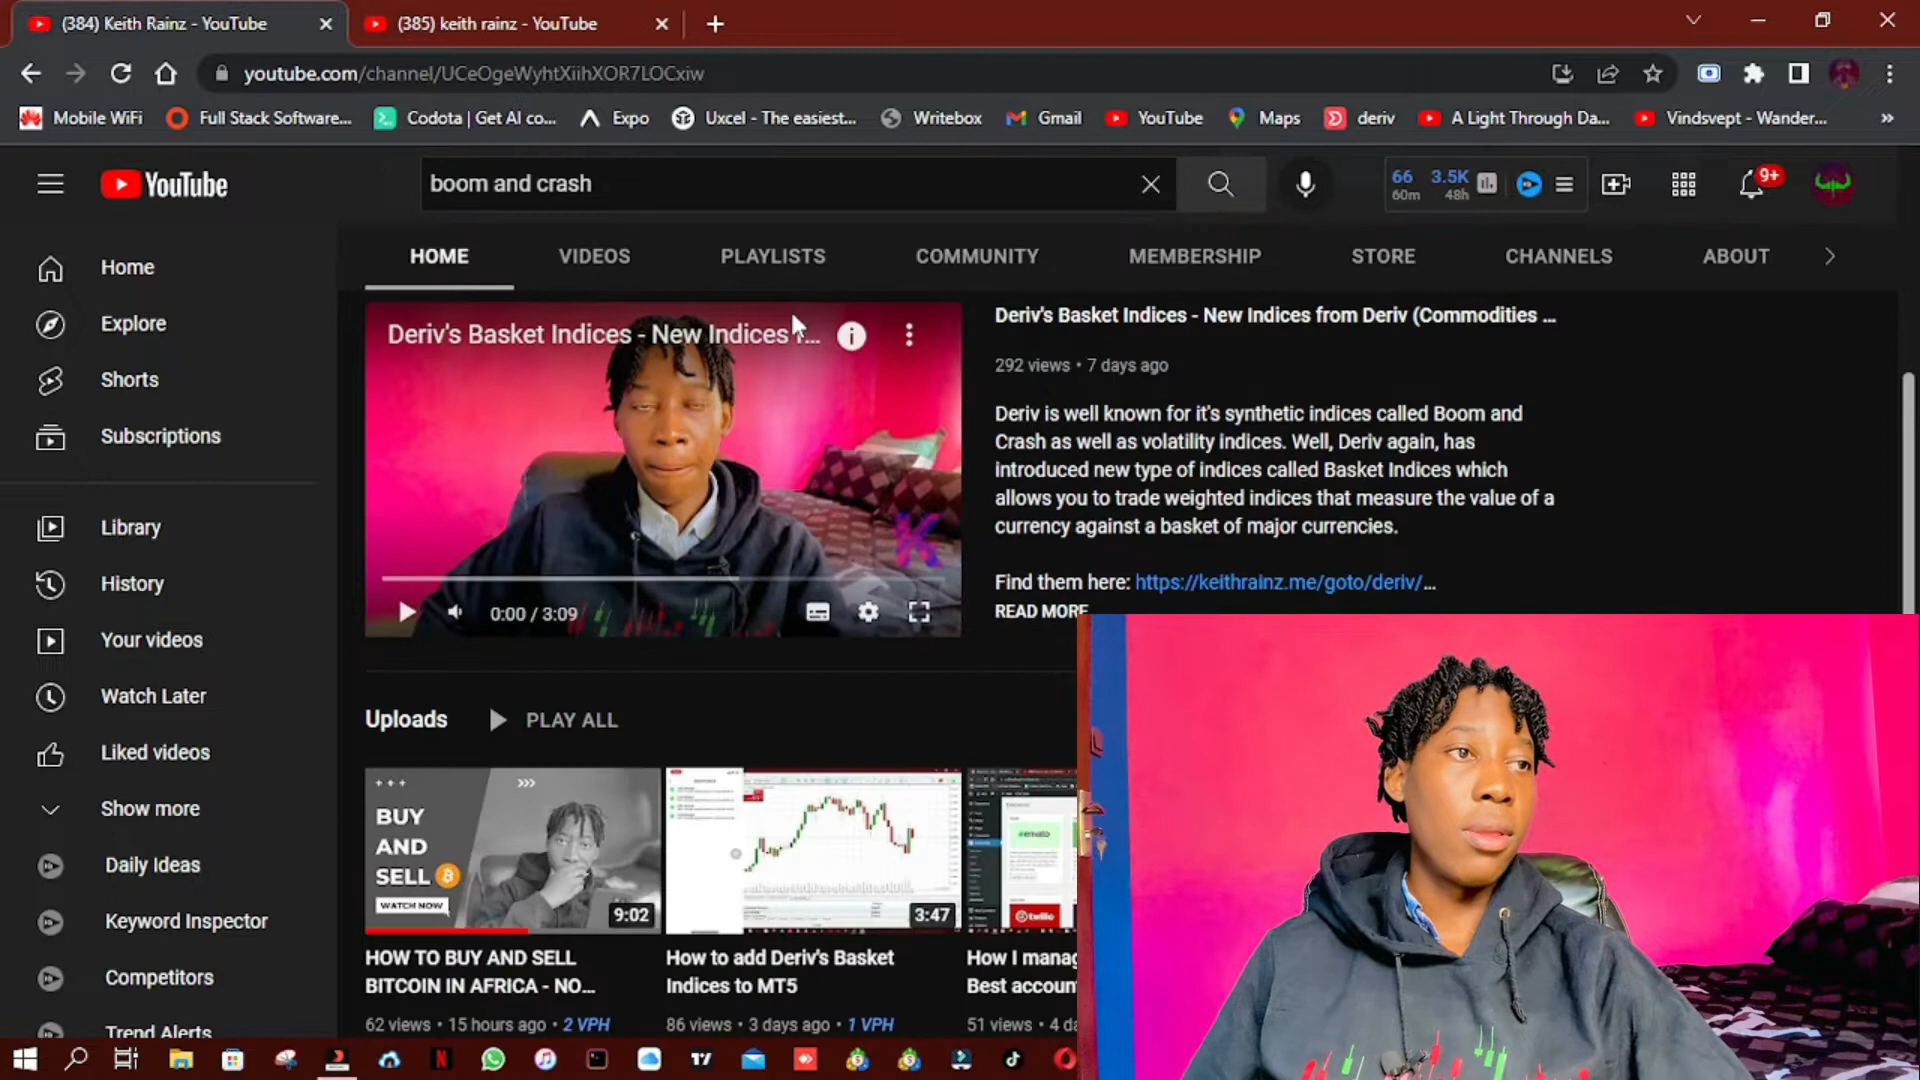 (384) Keith Rainz - YouTube
(385) keith rainz - YouTube
youtube.com/channel/UCeOgeWyhtXiihXOR7LOCxiw
Mobile WiFi
Full Stack Software...
Codota | Get AI co...
Expo
Uxcel - The easiest...
Writebox
Gmail
YouTube
Maps
deriv
A Light Through Da...
Vindsvept - Wander...
YouTube
boom and crash
66
60m
3.5K
48h
9+
HOME
VIDEOS
PLAYLISTS
COMMUNITY
MEMBERSHIP
STORE
CHANNELS
ABOUT
Home
Explore
Shorts
Subscriptions
Library
History
Your videos
Watch Later
Liked videos
Show more
Daily Ideas
Keyword Inspector
Competitors
Trend Alerts
Deriv's Basket Indices - New Indices f...
0:00 / 3:09
Deriv's Basket Indices - New Indices from Deriv (Commodities ...
292 views • 7 days ago
Deriv is well known for it's synthetic indices called Boom and
Crash as well as volatility indices. Well, Deriv again, has
introduced new type of indices called Basket Indices which
allows you to trade weighted indices that measure the value of a
currency against a basket of major currencies.
Find them here: https://keithrainz.me/goto/deriv/...
READ MORE
Uploads
PLAY ALL
BUY
AND
SELL
WATCH NOW
9:02
HOW TO BUY AND SELL
BITCOIN IN AFRICA - NO...
62 views • 15 hours ago • 2 VPH
3:47
How to add Deriv's Basket
Indices to MT5
86 views • 3 days ago • 1 VPH
envato
twilio
How I manag
Best accoun
51 views • 4 da